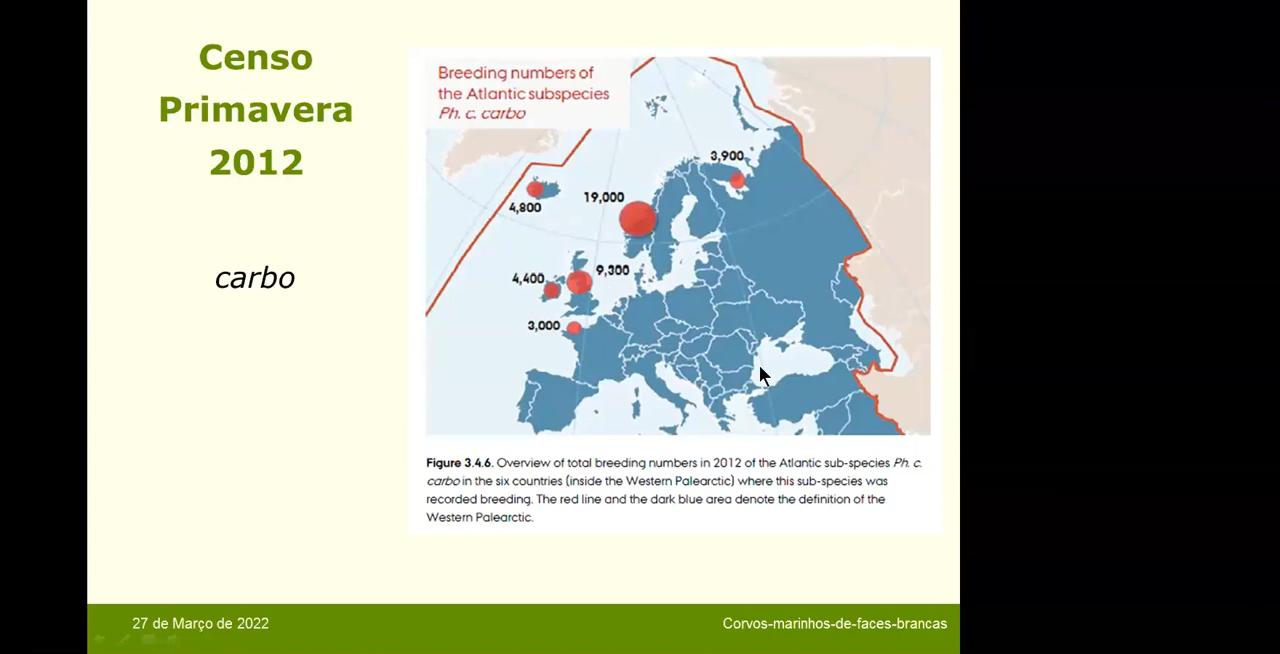 Censo
Primavera
2012
carbo
Breeding numbers of
the Atlantic subspecies
Ph. c. carbo
3,900
19,000
4,800
9,300
4,400
3,000
Figure 3.4.6. Overview of total breeding numbers in 2012 of the Atlantic sub-species Ph. c.
carbo in the six countries (inside the Western Palearctic) where this sub-species was
recorded breeding. The red line and the dark blue area denote the definition of the
Western Palearctic.
27 de Março de 2022
Corvos-marinhos-de-faces-brancas